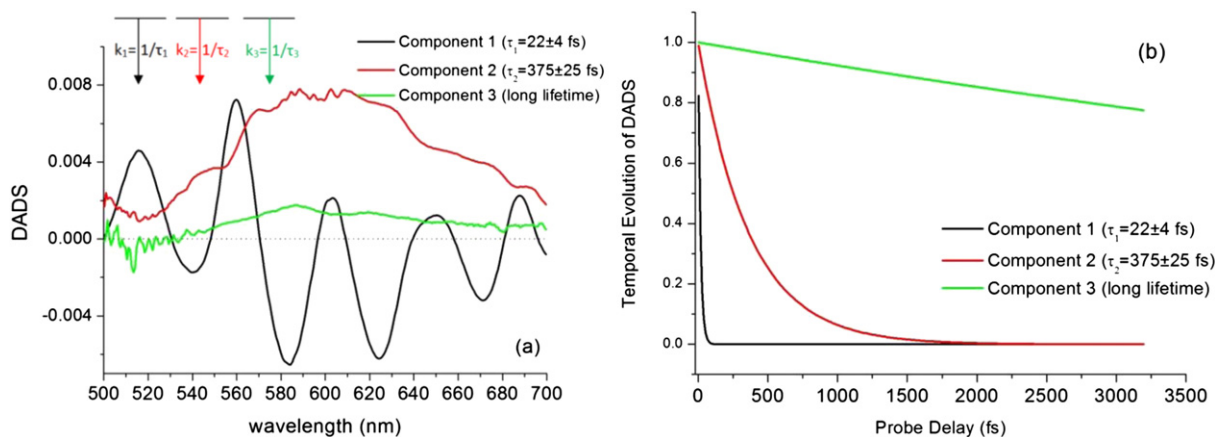 k₁=1/τ₁ k₂=1/τ₂ k₃=1/τ₃
Component 1 (τ₁=22±4 fs)
Component 2 (τ₂=375±25 fs)
Component 3 (long lifetime)
0.008
0.004
0.000
-0.004
DADS
(a)
500 520 540 560 580 600 620 640 660 680 700
wavelength (nm)
(b)
1.0
0.8
0.6
0.4
0.2
0.0
Temporal Evolution of DADS
Component 1 (τ₁=22±4 fs)
Component 2 (τ₂=375±25 fs)
Component 3 (long lifetime)
0 500 1000 1500 2000 2500 3000 3500
Probe Delay (fs)